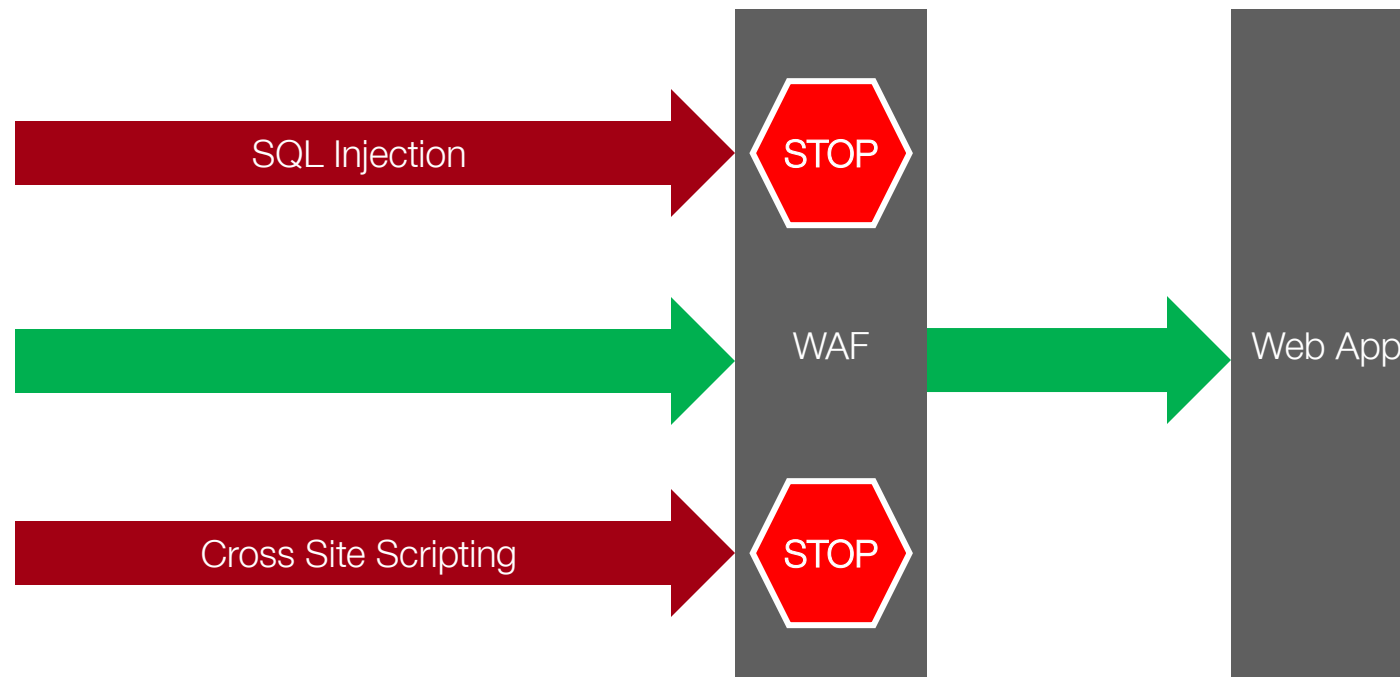 SQL Injection
STOP
WAF
Web App
Cross Site Scripting
STOP